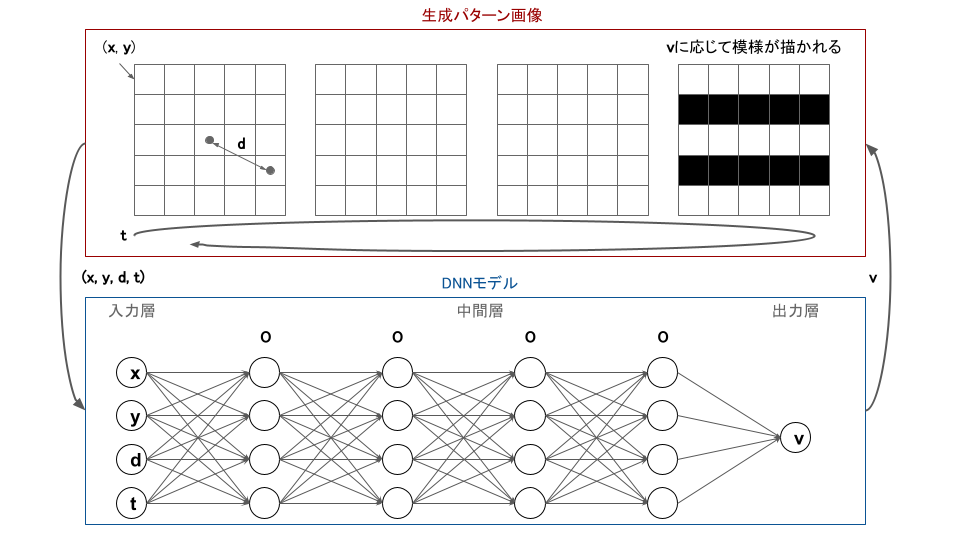 生成パターン画像
(x, y)
vに応じて模様が描かれる
d
t
(x, y, d, t)
v
DNNモデル
入力層
中間層
出力層
O
O
O
O
x
y
d
t
v